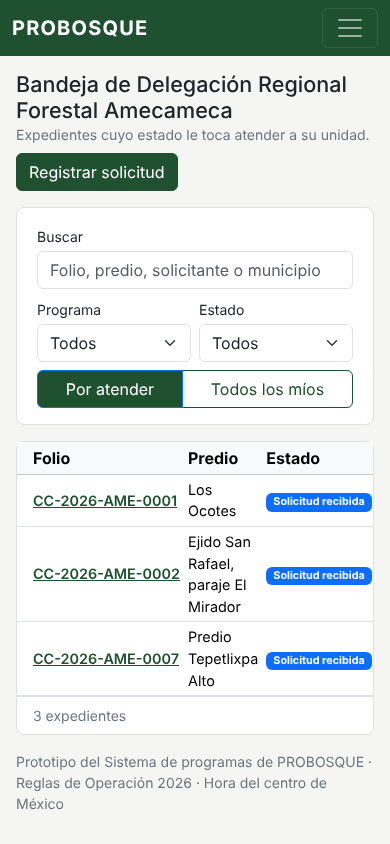 PROBOSQUE
Bandeja de Delegación Regional
Forestal Amecameca
Expedientes cuyo estado le toca atender a su unidad.
Registrar solicitud
Buscar
Folio, predio, solicitante o municipio
Programa Estado
Todos Todos
Por atender Todos los míos
Folio Predio Estado
CC-2026-AME-0001 Los Ocotes Solicitud recibida
CC-2026-AME-0002 Ejido San Rafael, paraje El Mirador Solicitud recibida
CC-2026-AME-0007 Predio Tepetlixpa Alto Solicitud recibida
3 expedientes
Prototipo del Sistema de programas de PROBOSQUE ·
Reglas de Operación 2026 · Hora del centro de
México